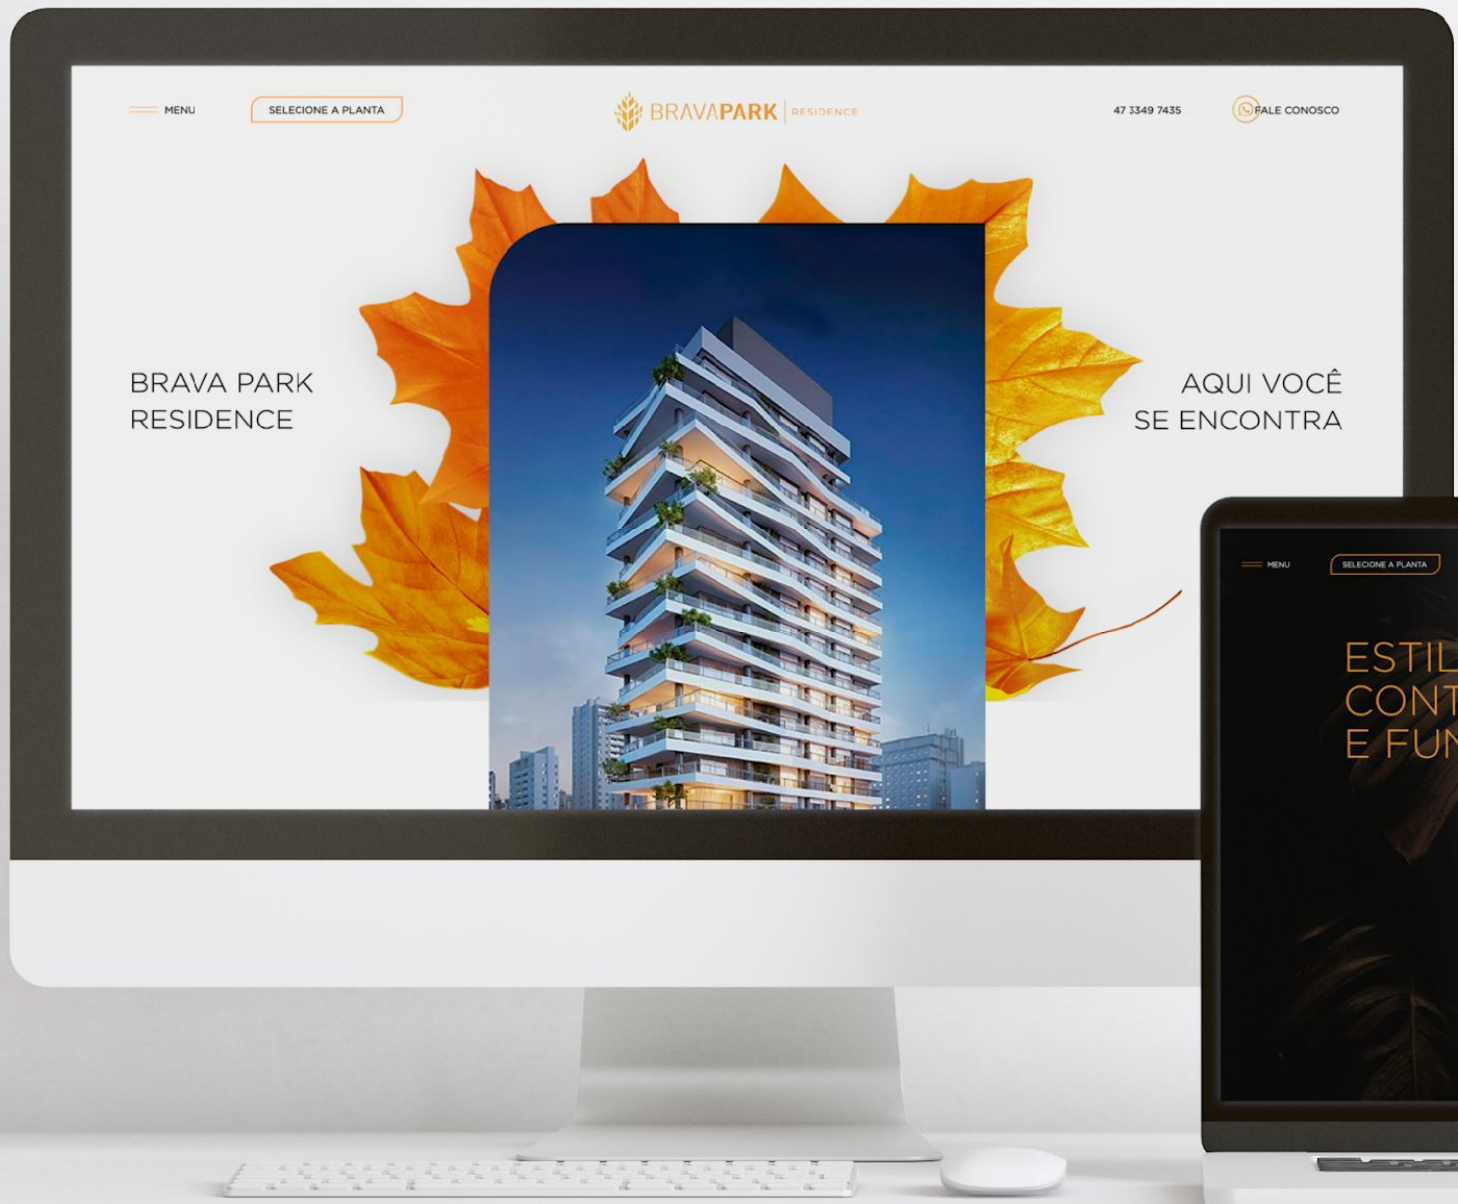 MENU
SELECIONE A PLANTA
BRAVAPARK RESIDENCE
47 3349 7435
FALE CONOSCO
BRAVA PARK
RESIDENCE
AQUI VOCÊ
SE ENCONTRA
MENU
SELECIONE A PLANTA
ESTIL
CONT
E FUN